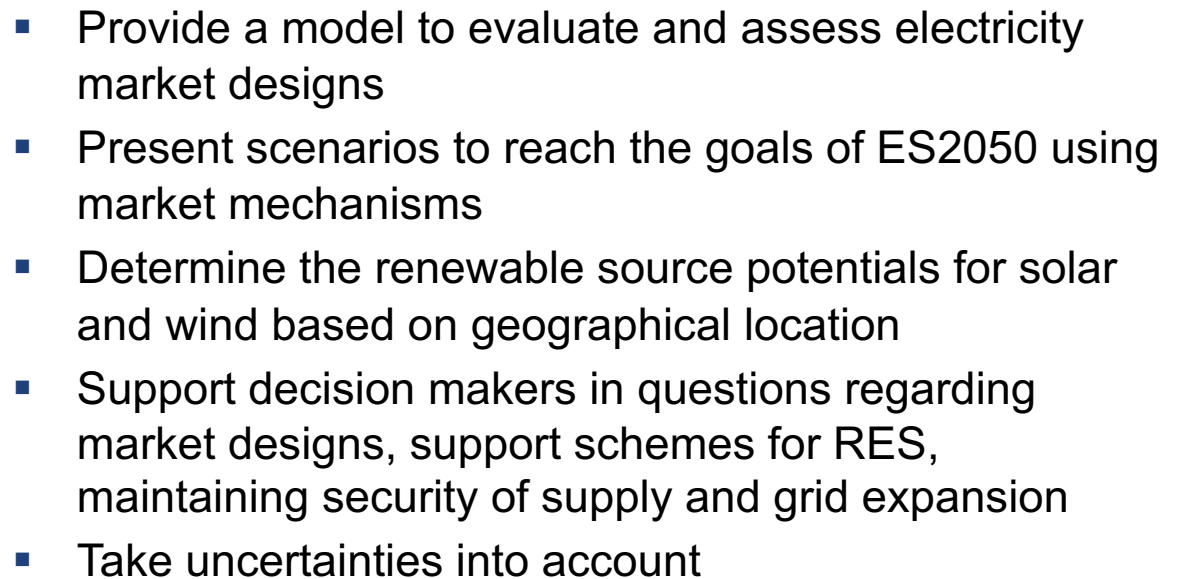 ▪ Provide a model to evaluate and assess electricity
market designs
▪ Present scenarios to reach the goals of ES2050 using
market mechanisms
▪ Determine the renewable source potentials for solar
and wind based on geographical location
▪ Support decision makers in questions regarding
market designs, support schemes for RES,
maintaining security of supply and grid expansion
▪ Take uncertainties into account